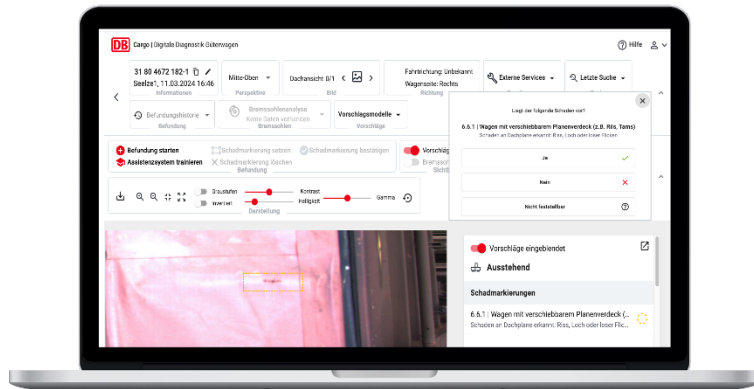 DB Cargo | Digitale Diagnostik Güterwagen
Hilfe
31 80 4672 182-1
Seelze1, 11.03.2024 16:46
Informationen
Mitte-Oben
Perspektive
Dachansicht 0/1
Bild
Fahrtrichtung: Unbekannt
Wagenseite: Rechts
Richtung
Externe Services
Letzte Suche
Befundungshistorie
Befundung
Bremssohlenanalyse
Keine Daten vorhanden
Bremssohlen
Vorschlagsmodelle
Vorschläge
Liegt der folgende Schaden vor?
6.6.1 | Wagen mit verschiebbarem Planenverdeck (z.B. Rils, Tams)
Schaden an Dachplane erkannt: Riss, Loch oder loser Flicken
Ja
Nein
Nicht feststellbar
Befundung starten
Schadmarkierung setzen
Schadmarkierung bestätigen
Assistenzsystem trainieren
Schadmarkierung löschen
Befundung
Vorschläg
Bremssoh
Sichtb
Graustufen
Invertiert
Kontrast
Helligkeit
Gamma
Darstellung
Vorschläge eingeblendet
Ausstehend
Schadmarkierungen
6.6.1 | Wagen mit verschiebbarem Planenverdeck (...
Schaden an Dachplane erkannt: Riss, Loch oder loser Flic...